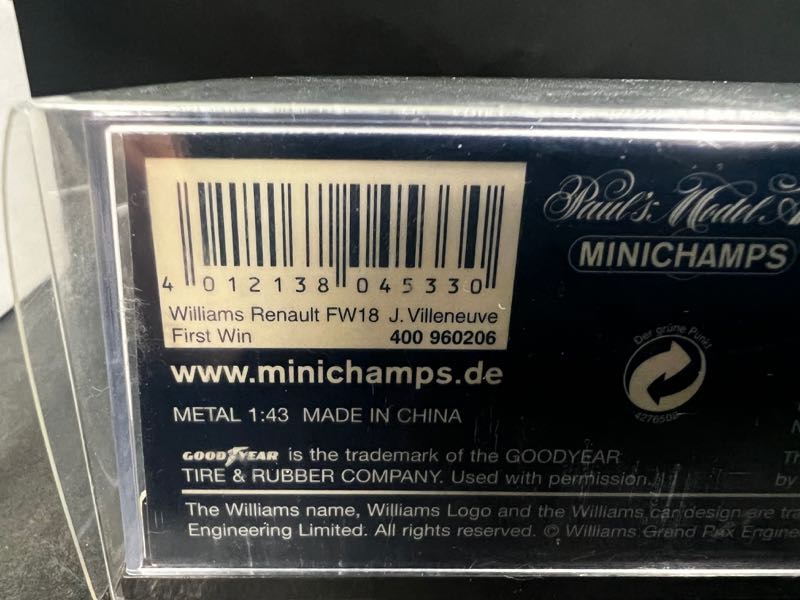 4 012138 045330
Williams Renault FW18 J. Villeneuve
First Win 400 960206
Paul's Model
MINICHAMPS
www.minichamps.de
Der grüne Punkt
4276502
METAL 1:43 MADE IN CHINA
GOODYEAR is the trademark of the GOODYEAR
TIRE & RUBBER COMPANY. Used with permission.
by
The Williams name, Williams Logo and the Williams car design are
Engineering Limited. All rights reserved. © Williams Grand Prix